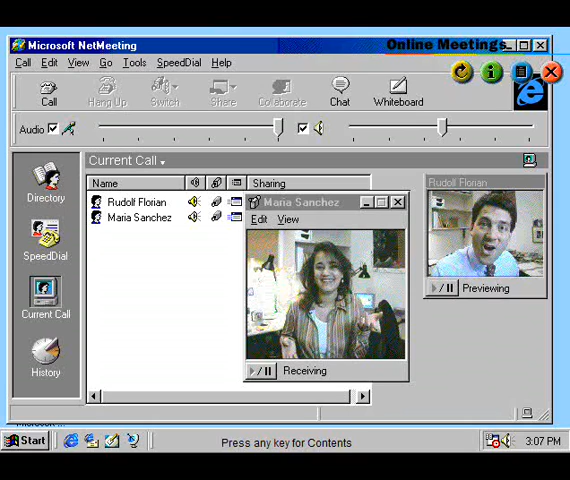 Microsoft NetMeeting
Online Meetings
Call Edit View Go Tools SpeedDial Help
Call Hang Up Switch Share Collaborate Chat Whiteboard
Audio
Current Call
Name Sharing
Directory
Rudolf Florian
Maria Sanchez
SpeedDial
Current Call
History
Maria Sanchez
Edit View
Receiving
Rudolf Florian
Previewing
Start
Press any key for Contents
3:07 PM